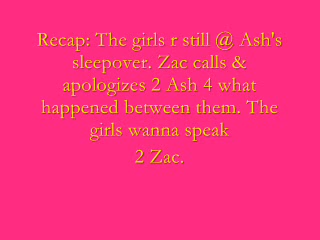 Recap: The girls r still @ Ash's
sleepover. Zac calls &
apologizes 2 Ash 4 what
happened between them. The
girls wanna speak
2 Zac.